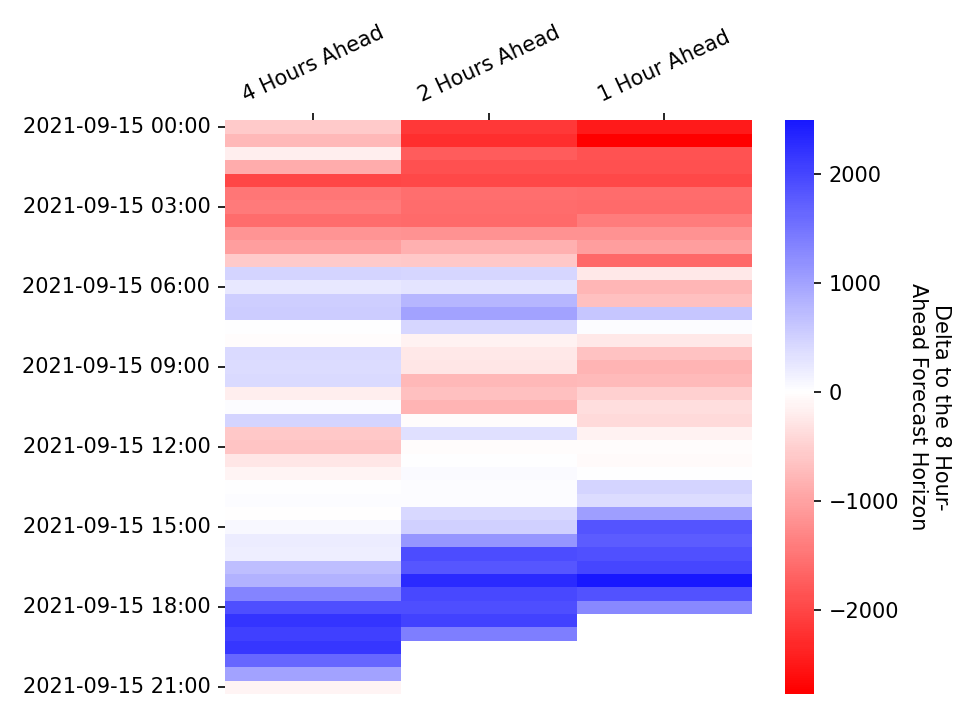 4 Hours Ahead
2 Hours Ahead
1 Hour Ahead
2021-09-15 00:00
2021-09-15 03:00
2021-09-15 06:00
2021-09-15 09:00
2021-09-15 12:00
2021-09-15 15:00
2021-09-15 18:00
2021-09-15 21:00
2000
1000
0
−1000
−2000
Delta to the 8 Hour-
Ahead Forecast Horizon